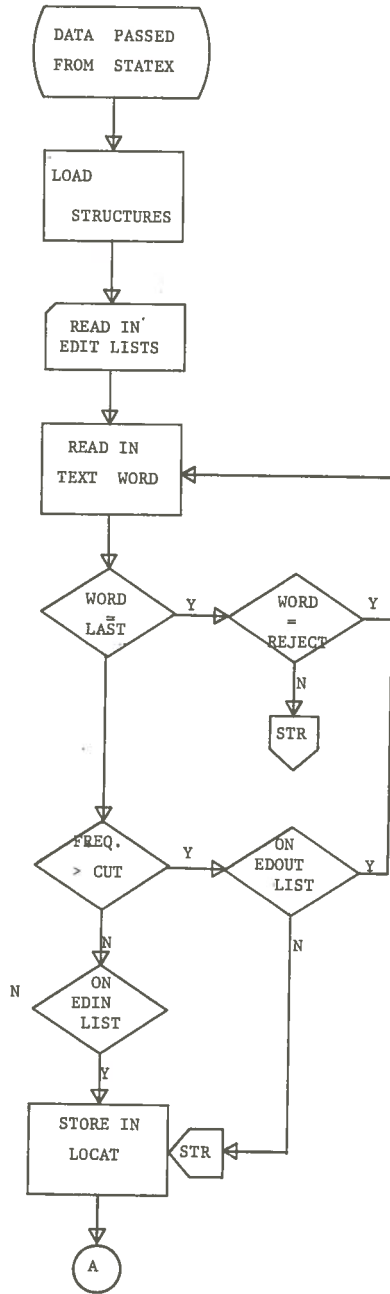 DATA PASSED
FROM STATEX
LOAD
STRUCTURES
READ IN
EDIT LISTS
READ IN
TEXT WORD
WORD
=
LAST
Y
WORD
=
REJECT
Y
N
STR
FREQ.
> CUT
Y
ON
EDOUT
LIST
Y
N
N
N
ON
EDIN
LIST
Y
STORE IN
LOCAT
STR
A